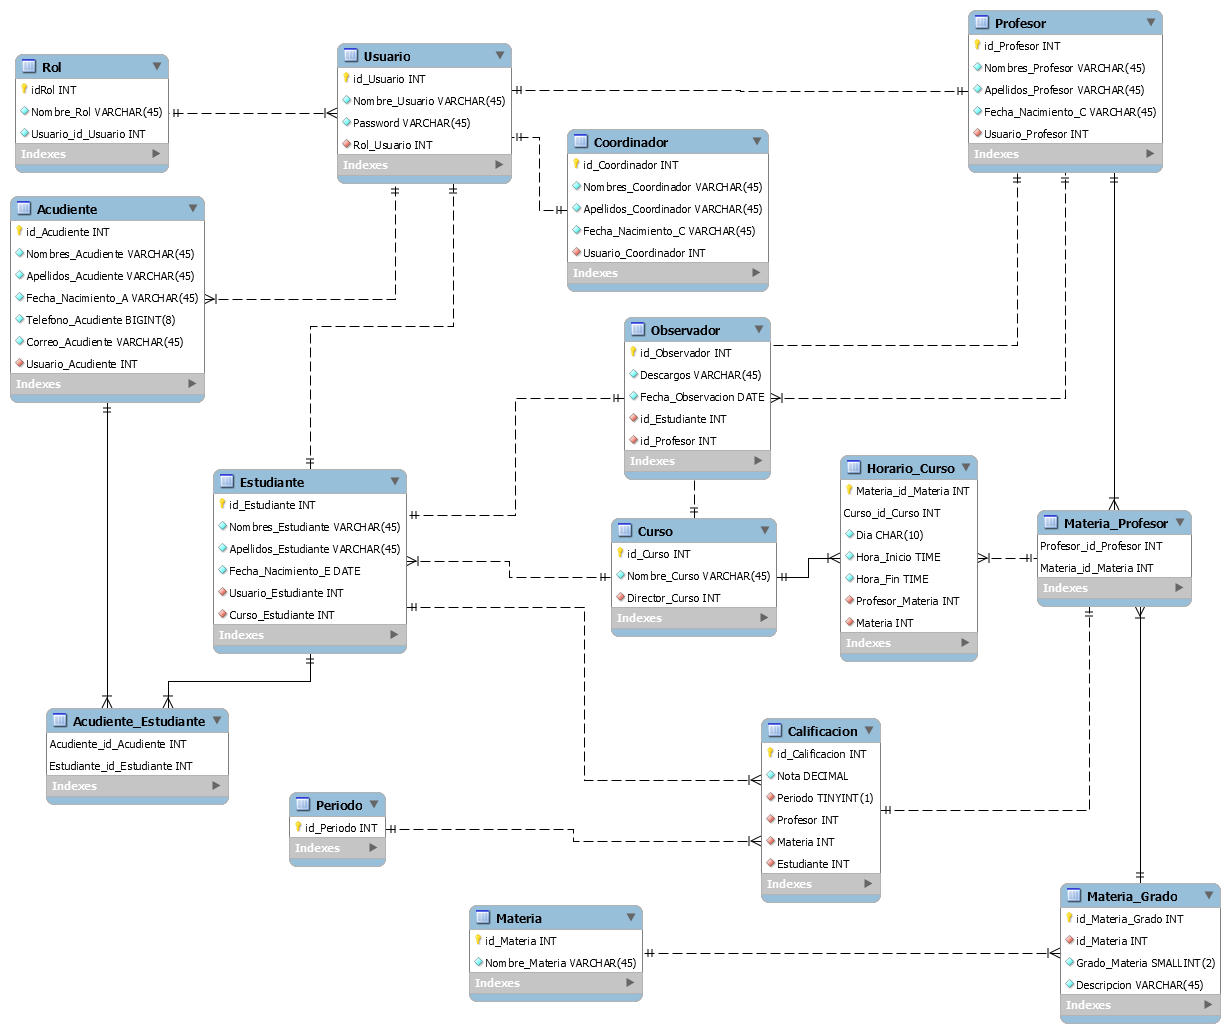 Rol
idRol INT
Nombre_Rol VARCHAR(45)
Usuario_id_Usuario INT
Indexes
Usuario
id_Usuario INT
Nombre_Usuario VARCHAR(45)
Password VARCHAR(45)
Rol_Usuario INT
Indexes
Profesor
id_Profesor INT
Nombres_Profesor VARCHAR(45)
Apellidos_Profesor VARCHAR(45)
Fecha_Nacimiento_C VARCHAR(45)
Usuario_Profesor INT
Indexes
Coordinador
id_Coordinador INT
Nombres_Coordinador VARCHAR(45)
Apellidos_Coordinador VARCHAR(45)
Fecha_Nacimiento_C VARCHAR(45)
Usuario_Coordinador INT
Indexes
Acudiente
id_Acudiente INT
Nombres_Acudiente VARCHAR(45)
Apellidos_Acudiente VARCHAR(45)
Fecha_Nacimiento_A VARCHAR(45)
Telefono_Acudiente BIGINT(8)
Correo_Acudiente VARCHAR(45)
Usuario_Acudiente INT
Indexes
Observador
id_Observador INT
Descargos VARCHAR(45)
Fecha_Observacion DATE
id_Estudiante INT
id_Profesor INT
Indexes
Estudiante
id_Estudiante INT
Nombres_Estudiante VARCHAR(45)
Apellidos_Estudiante VARCHAR(45)
Fecha_Nacimiento_E DATE
Usuario_Estudiante INT
Curso_Estudiante INT
Indexes
Curso
id_Curso INT
Nombre_Curso VARCHAR(45)
Director_Curso INT
Indexes
Horario_Curso
Materia_id_Materia INT
Curso_id_Curso INT
Dia CHAR(10)
Hora_Inicio TIME
Hora_Fin TIME
Profesor_Materia INT
Materia INT
Indexes
Materia_Profesor
Profesor_id_Profesor INT
Materia_id_Materia INT
Indexes
Acudiente_Estudiante
Acudiente_id_Acudiente INT
Estudiante_id_Estudiante INT
Indexes
Periodo
id_Periodo INT
Indexes
Calificacion
id_Calificacion INT
Nota DECIMAL
Periodo TINYINT(1)
Profesor INT
Materia INT
Estudiante INT
Indexes
Materia
id_Materia INT
Nombre_Materia VARCHAR(45)
Indexes
Materia_Grado
id_Materia_Grado INT
id_Materia INT
Grado_Materia SMALLINT(2)
Descripcion VARCHAR(45)
Indexes